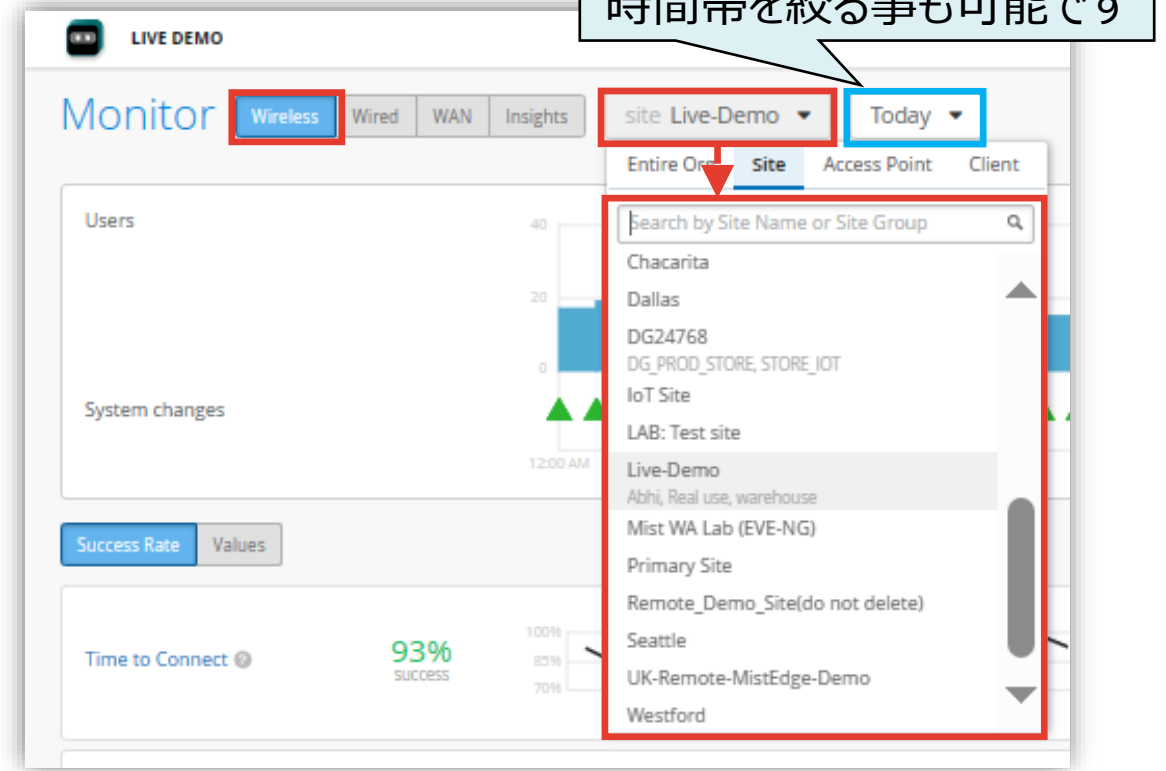 時間帯を絞る事も可能です
LIVE DEMO
Monitor Wireless Wired WAN Insights site Live-Demo Today
Entire Org Site Access Point Client
Search by Site Name or Site Group
Users
40
20
0
Chacarita
Dallas
DG24768
DG_PROD_STORE, STORE_IOT
IoT Site
LAB: Test site
Live-Demo
Abhi, Real use, warehouse
Mist WA Lab (EVE-NG)
Primary Site
Remote_Demo_Site(do not delete)
Seattle
UK-Remote-MistEdge-Demo
Westford
System changes
12:00 AM
Success Rate Values
Time to Connect
93%
success
100%
85%
70%